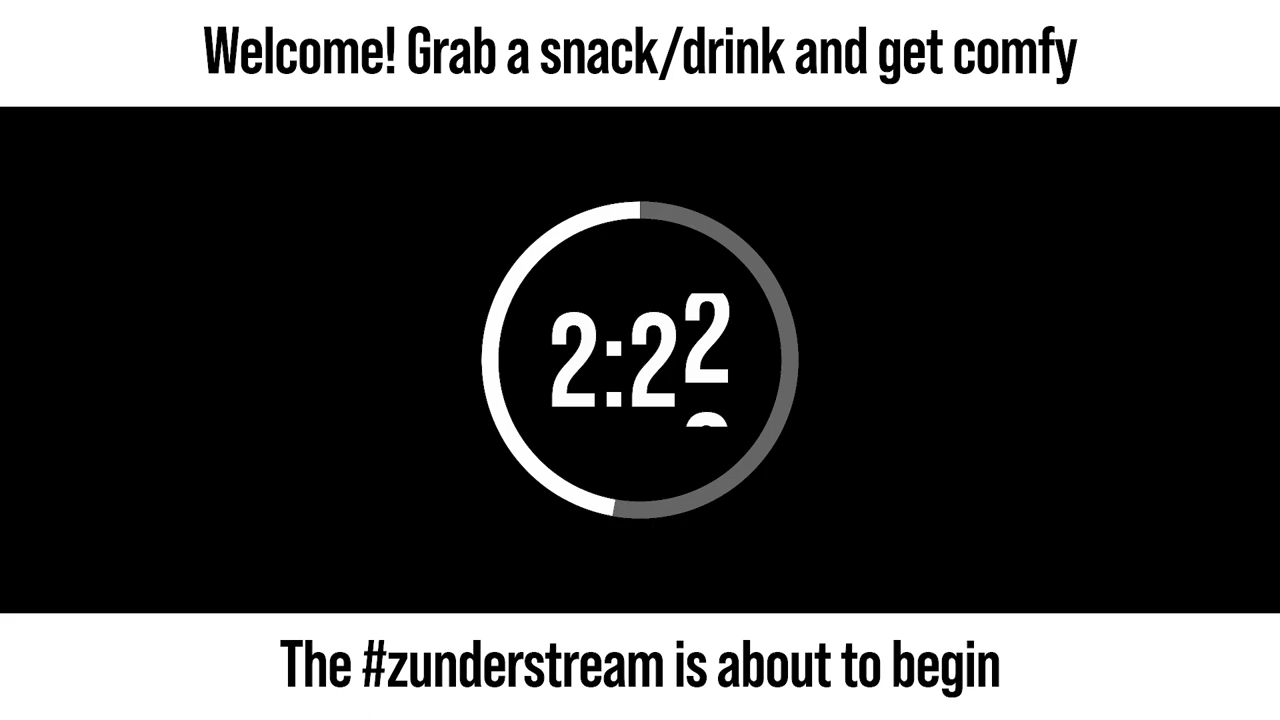 Welcome! Grab a snack/drink and get comfy
2:22
The #zunderstream is about to begin